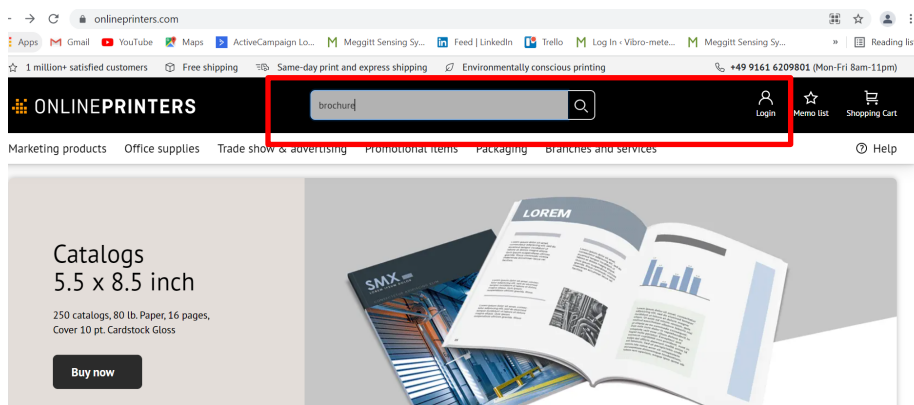 onlineprinters.com
Apps Gmail YouTube Maps ActiveCampaign Lo... Meggitt Sensing Sy... Feed | LinkedIn Trello Log In ‹ Vibro-mete... Meggitt Sensing Sy... » Reading lis
1 million+ satisfied customers Free shipping Same-day print and express shipping Environmentally conscious printing +49 9161 6209801 (Mon-Fri 8am-11pm)
ONLINEPRINTERS brochure Login Memo list Shopping Cart
Marketing products Office supplies Trade show & advertising Promotional items Packaging Branches and services Help
LOREM
Catalogs
5.5 x 8.5 inch
SMX
250 catalogs, 80 lb. Paper, 16 pages,
Cover 10 pt. Cardstock Gloss
Buy now